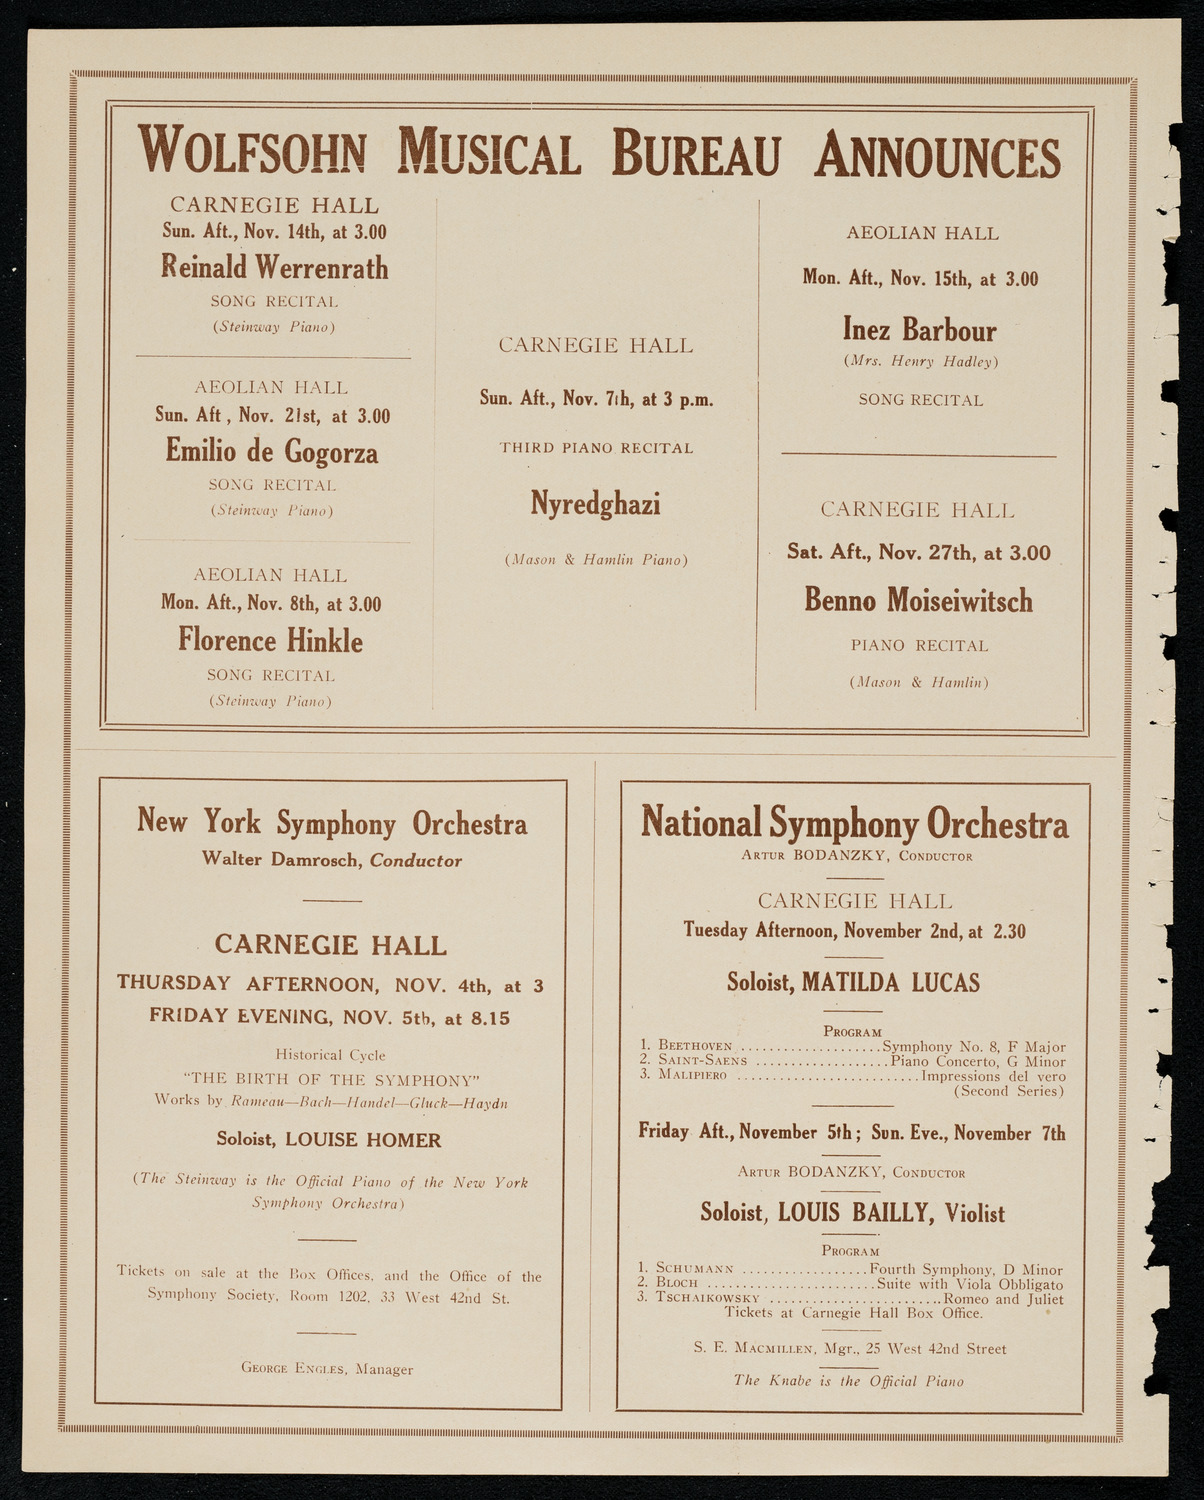 WOLFSOHN MUSICAL BUREAU ANNOUNCES
CARNEGIE HALL
Sun. Aft., Nov. 14th, at 3.00
Reinald Werrenrath
SONG RECITAL
(Steinway Piano)
AEOLIAN HALL
Sun. Aft , Nov. 21st, at 3.00
Emilio de Gogorza
SONG RECITAL
(Steinway Piano)
AEOLIAN HALL
Mon. Aft., Nov. 8th, at 3.00
Florence Hinkle
SONG RECITAL
(Steinway Piano)
CARNEGIE HALL
Sun. Aft., Nov. 7th, at 3 p.m.
THIRD PIANO RECITAL
Nyredghazi
(Mason & Hamlin Piano)
AEOLIAN HALL
Mon. Aft., Nov. 15th, at 3.00
Inez Barbour
(Mrs. Henry Hadley)
SONG RECITAL
CARNEGIE HALL
Sat. Aft., Nov. 27th, at 3.00
Benno Moiseiwitsch
PIANO RECITAL
(Mason & Hamlin)
New York Symphony Orchestra
Walter Damrosch, Conductor
CARNEGIE HALL
THURSDAY AFTERNOON, NOV. 4th, at 3
FRIDAY EVENING, NOV. 5th, at 8.15
Historical Cycle
"THE BIRTH OF THE SYMPHONY"
Works by Rameau—Bach—Handel—Gluck—Haydn
Soloist, LOUISE HOMER
(The Steinway is the Official Piano of the New York
Symphony Orchestra)
Tickets on sale at the Box Offices, and the Office of the
Symphony Society, Room 1202, 33 West 42nd St.
GEORGE ENGLES, Manager
National Symphony Orchestra
ARTUR BODANZKY, CONDUCTOR
CARNEGIE HALL
Tuesday Afternoon, November 2nd, at 2.30
Soloist, MATILDA LUCAS
PROGRAM
1. BEETHOVEN ....................Symphony No. 8, F Major
2. SAINT-SAENS ...................Piano Concerto, G Minor
3. MALIPIERO ..........................Impressions del vero
(Second Series)
Friday Aft., November 5th; Sun. Eve., November 7th
ARTUR BODANZKY, CONDUCTOR
Soloist, LOUIS BAILLY, Violist
PROGRAM
1. SCHUMANN ..................Fourth Symphony, D Minor
2. BLOCH ........................Suite with Viola Obbligato
3. TSCHAIKOWSKY .........................Romeo and Juliet
Tickets at Carnegie Hall Box Office.
S. E. MACMILLEN, Mgr., 25 West 42nd Street
The Knabe is the Official Piano